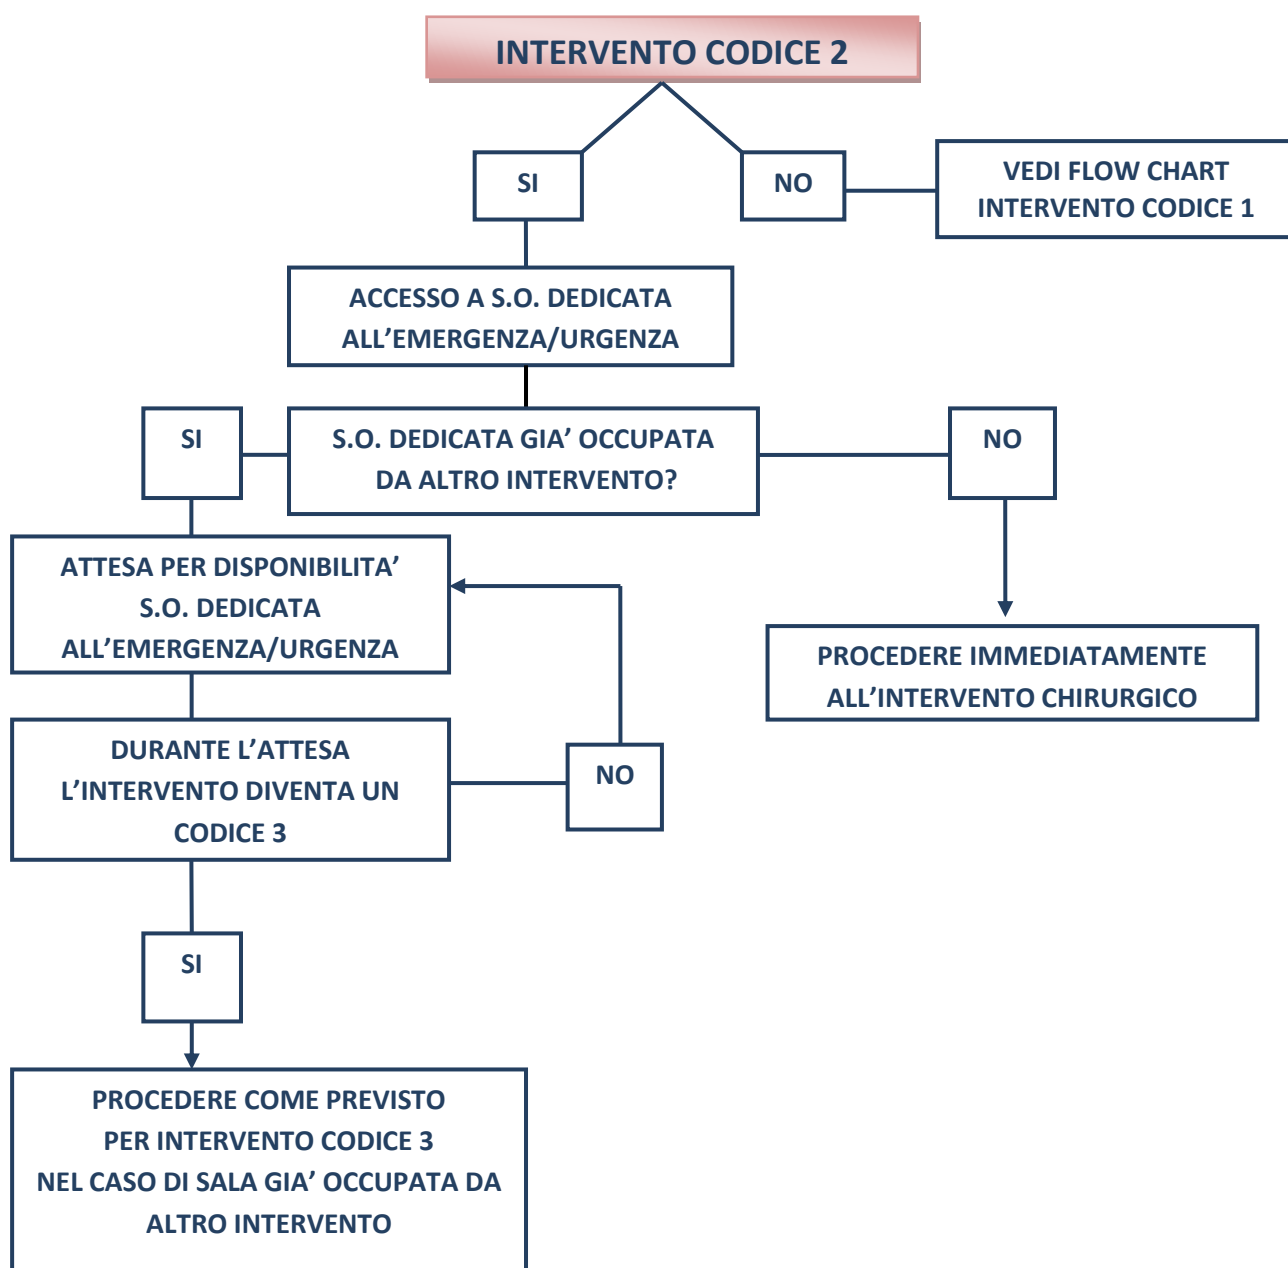 INTERVENTO CODICE 2
SI
NO
VEDI FLOW CHART
INTERVENTO CODICE 1
ACCESSO A S.O. DEDICATA
ALL’EMERGENZA/URGENZA
SI
S.O. DEDICATA GIA’ OCCUPATA
DA ALTRO INTERVENTO?
NO
ATTESA PER DISPONIBILITA’
S.O. DEDICATA
ALL’EMERGENZA/URGENZA
PROCEDERE IMMEDIATAMENTE
ALL’INTERVENTO CHIRURGICO
DURANTE L’ATTESA
L’INTERVENTO DIVENTA UN
CODICE 3
NO
SI
PROCEDERE COME PREVISTO
PER INTERVENTO CODICE 3
NEL CASO DI SALA GIA’ OCCUPATA DA
ALTRO INTERVENTO